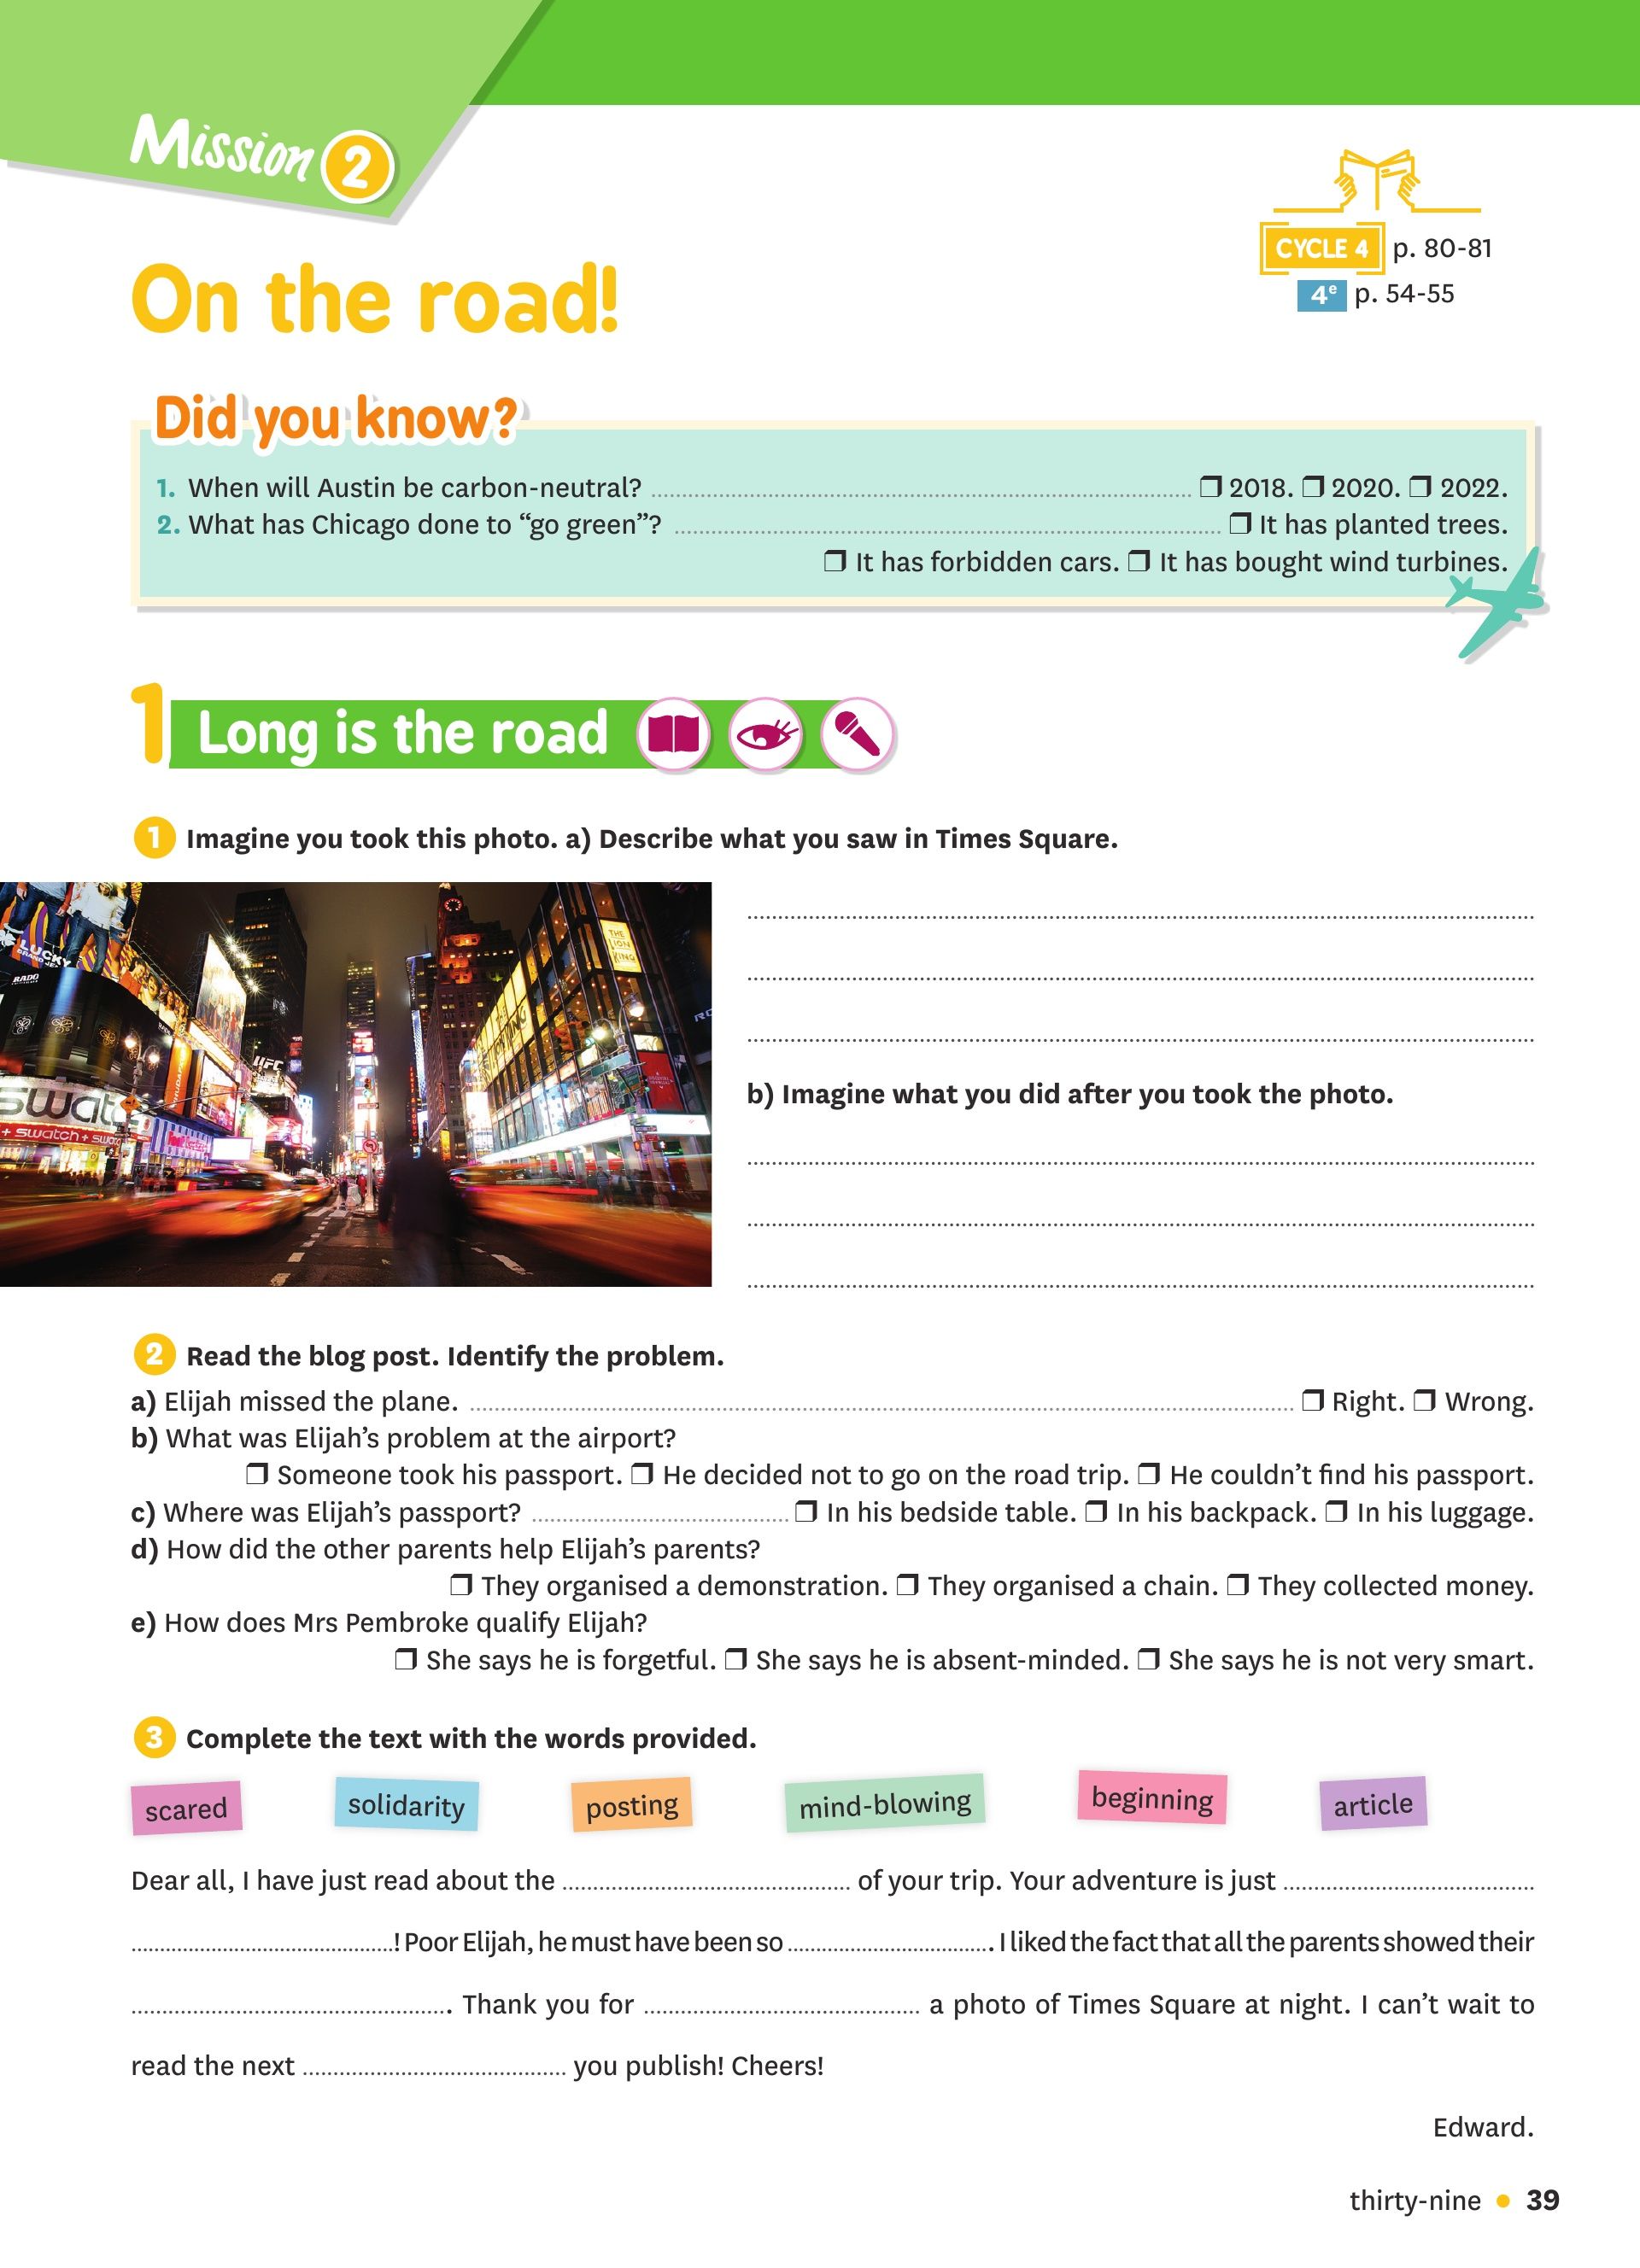 Mission 2
CYCLE 4 p. 80-81
4e p. 54-55
On the road!
Did you know?
1. When will Austin be carbon-neutral? ........ ❒ 2018. ❒ 2020. ❒ 2022.
2. What has Chicago done to “go green”? ........ ❒ It has planted trees.
❒ It has forbidden cars. ❒ It has bought wind turbines.
1 Long is the road
1 Imagine you took this photo. a) Describe what you saw in Times Square.
LUCKY
RADO
UFC
swat
+ swatch + swa
THE
LION
KING
b) Imagine what you did after you took the photo.
2 Read the blog post. Identify the problem.
a) Elijah missed the plane. ........ ❒ Right. ❒ Wrong.
b) What was Elijah’s problem at the airport?
❒ Someone took his passport. ❒ He decided not to go on the road trip. ❒ He couldn’t find his passport.
c) Where was Elijah’s passport? ........ ❒ In his bedside table. ❒ In his backpack. ❒ In his luggage.
d) How did the other parents help Elijah’s parents?
❒ They organised a demonstration. ❒ They organised a chain. ❒ They collected money.
e) How does Mrs Pembroke qualify Elijah?
❒ She says he is forgetful. ❒ She says he is absent-minded. ❒ She says he is not very smart.
3 Complete the text with the words provided.
scared solidarity posting mind-blowing beginning article
Dear all, I have just read about the ........ of your trip. Your adventure is just ........
........! Poor Elijah, he must have been so ......... I liked the fact that all the parents showed their
......... Thank you for ........ a photo of Times Square at night. I can’t wait to
read the next ........ you publish! Cheers!
Edward.
thirty-nine • 39